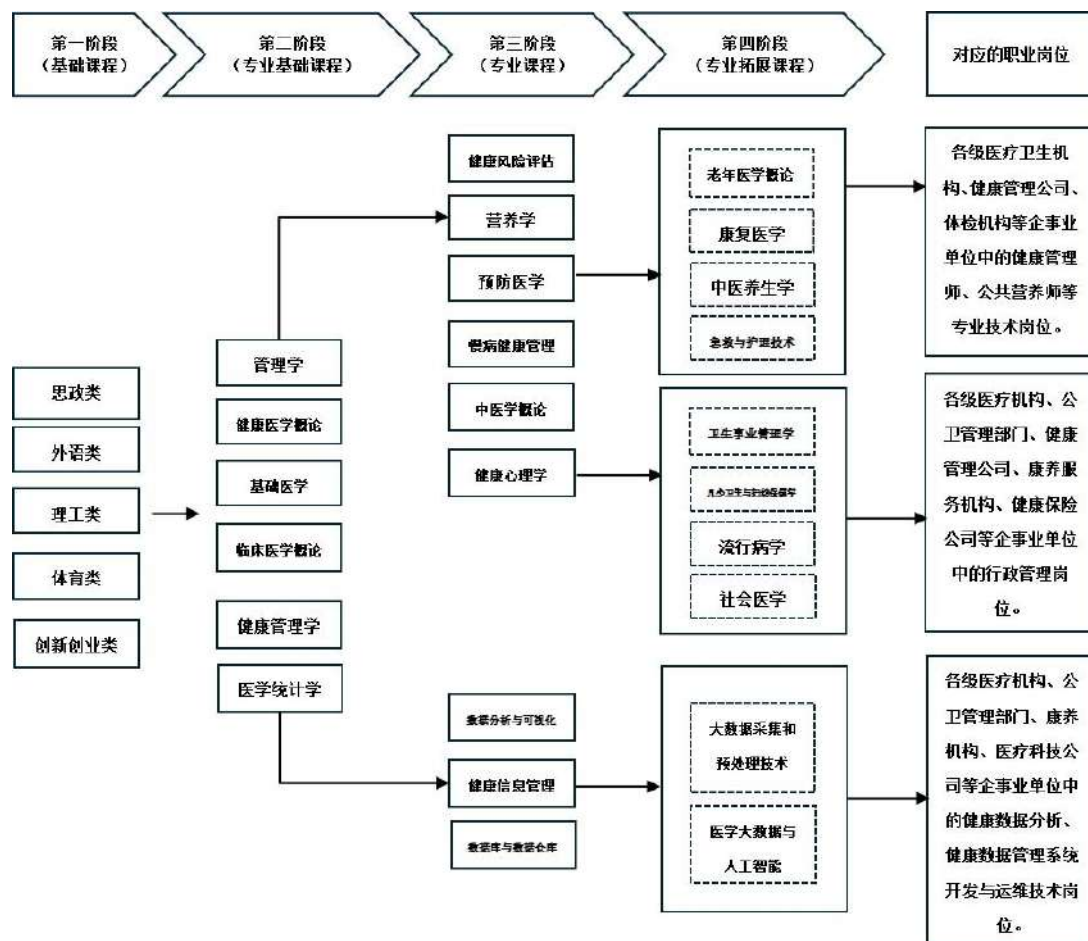 第一阶段
（基础课程）
第二阶段
（专业基础课程）
第三阶段
（专业课程）
第四阶段
（专业拓展课程）
对应的职业岗位
思政类
外语类
理工类
体育类
创新创业类
管理学
健康医学概论
基础医学
临床医学概论
健康管理学
医学统计学
健康风险评估
营养学
预防医学
慢病健康管理
中医学概论
健康心理学
数据分析与可视化
健康信息管理
数据库与数据仓库
老年医学概论
康复医学
中医养生学
急救与护理技术
卫生事业管理学
儿少卫生与妇幼保健学
流行病学
社会医学
大数据采集和
预处理技术
医学大数据与
人工智能
各级医疗卫生机
构、健康管理公司、
体检机构等企事业
单位中的健康管理
师、公共营养师等
专业技术岗位。
各级医疗机构、公
卫管理部门、健康
管理公司、康养服
务机构、健康保险
公司等企事业单位
中的行政管理岗
位。
各级医疗机构、公
卫管理部门、康养
机构、医疗科技公
司等企事业单位中
的健康数据分析、
健康数据管理系统
开发与运维技术岗
位。